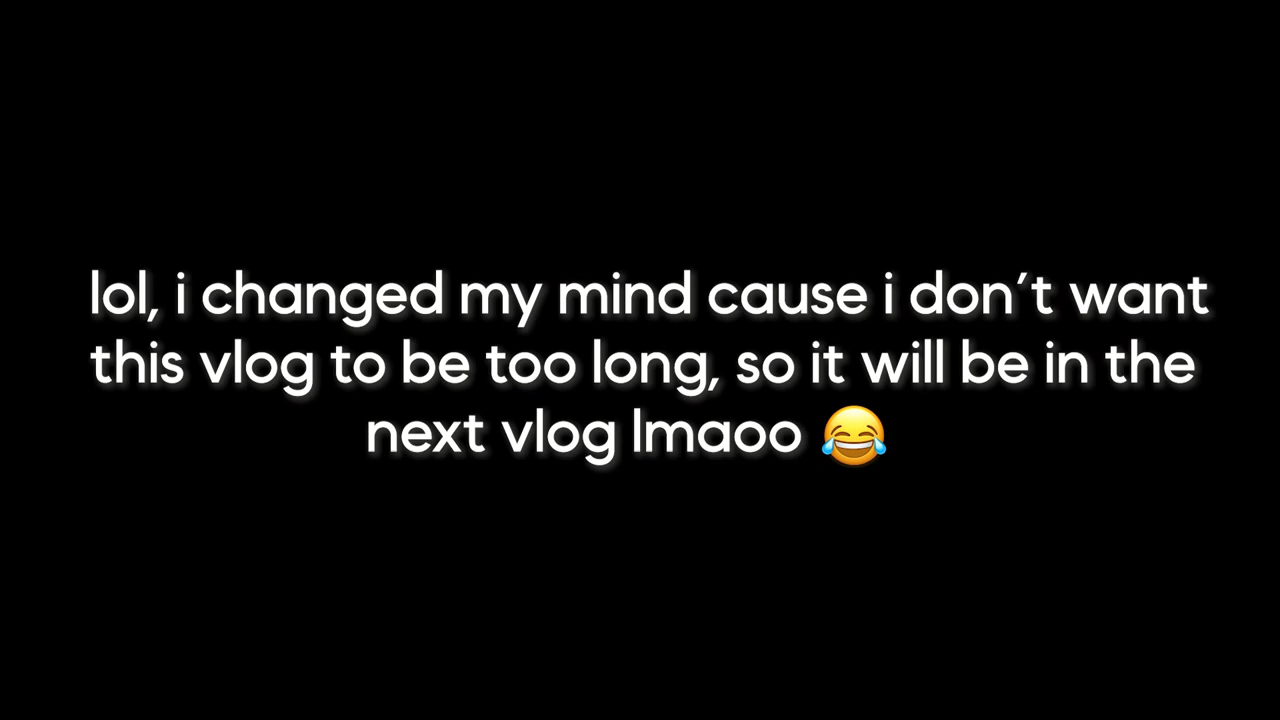 lol, i changed my mind cause i don’t want
this vlog to be too long, so it will be in the
next vlog lmaoo 😂